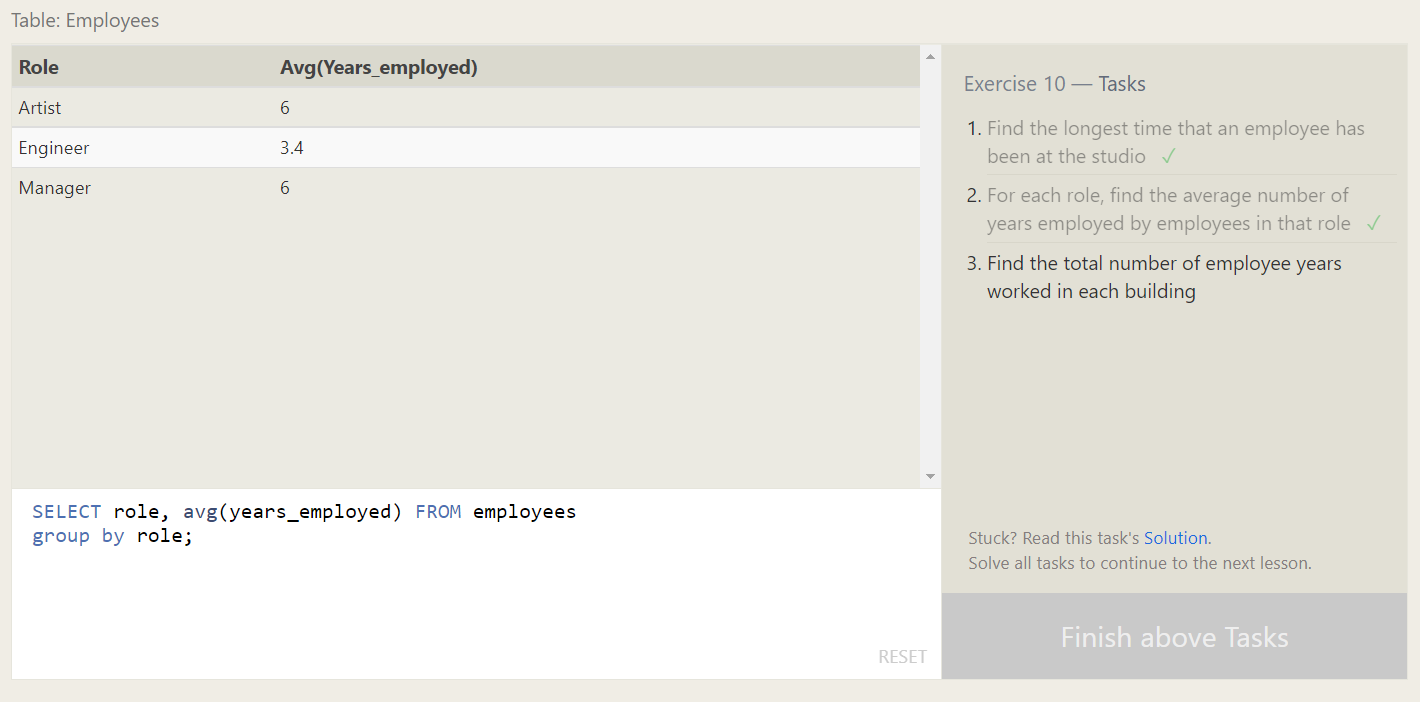 Table: Employees
Role Avg(Years_employed)
Artist 6
Engineer 3.4
Manager 6
SELECT role, avg(years_employed) FROM employees
group by role;
RESET
Exercise 10 — Tasks
1. Find the longest time that an employee has
been at the studio ✓
2. For each role, find the average number of
years employed by employees in that role ✓
3. Find the total number of employee years
worked in each building
Stuck? Read this task's Solution.
Solve all tasks to continue to the next lesson.
Finish above Tasks